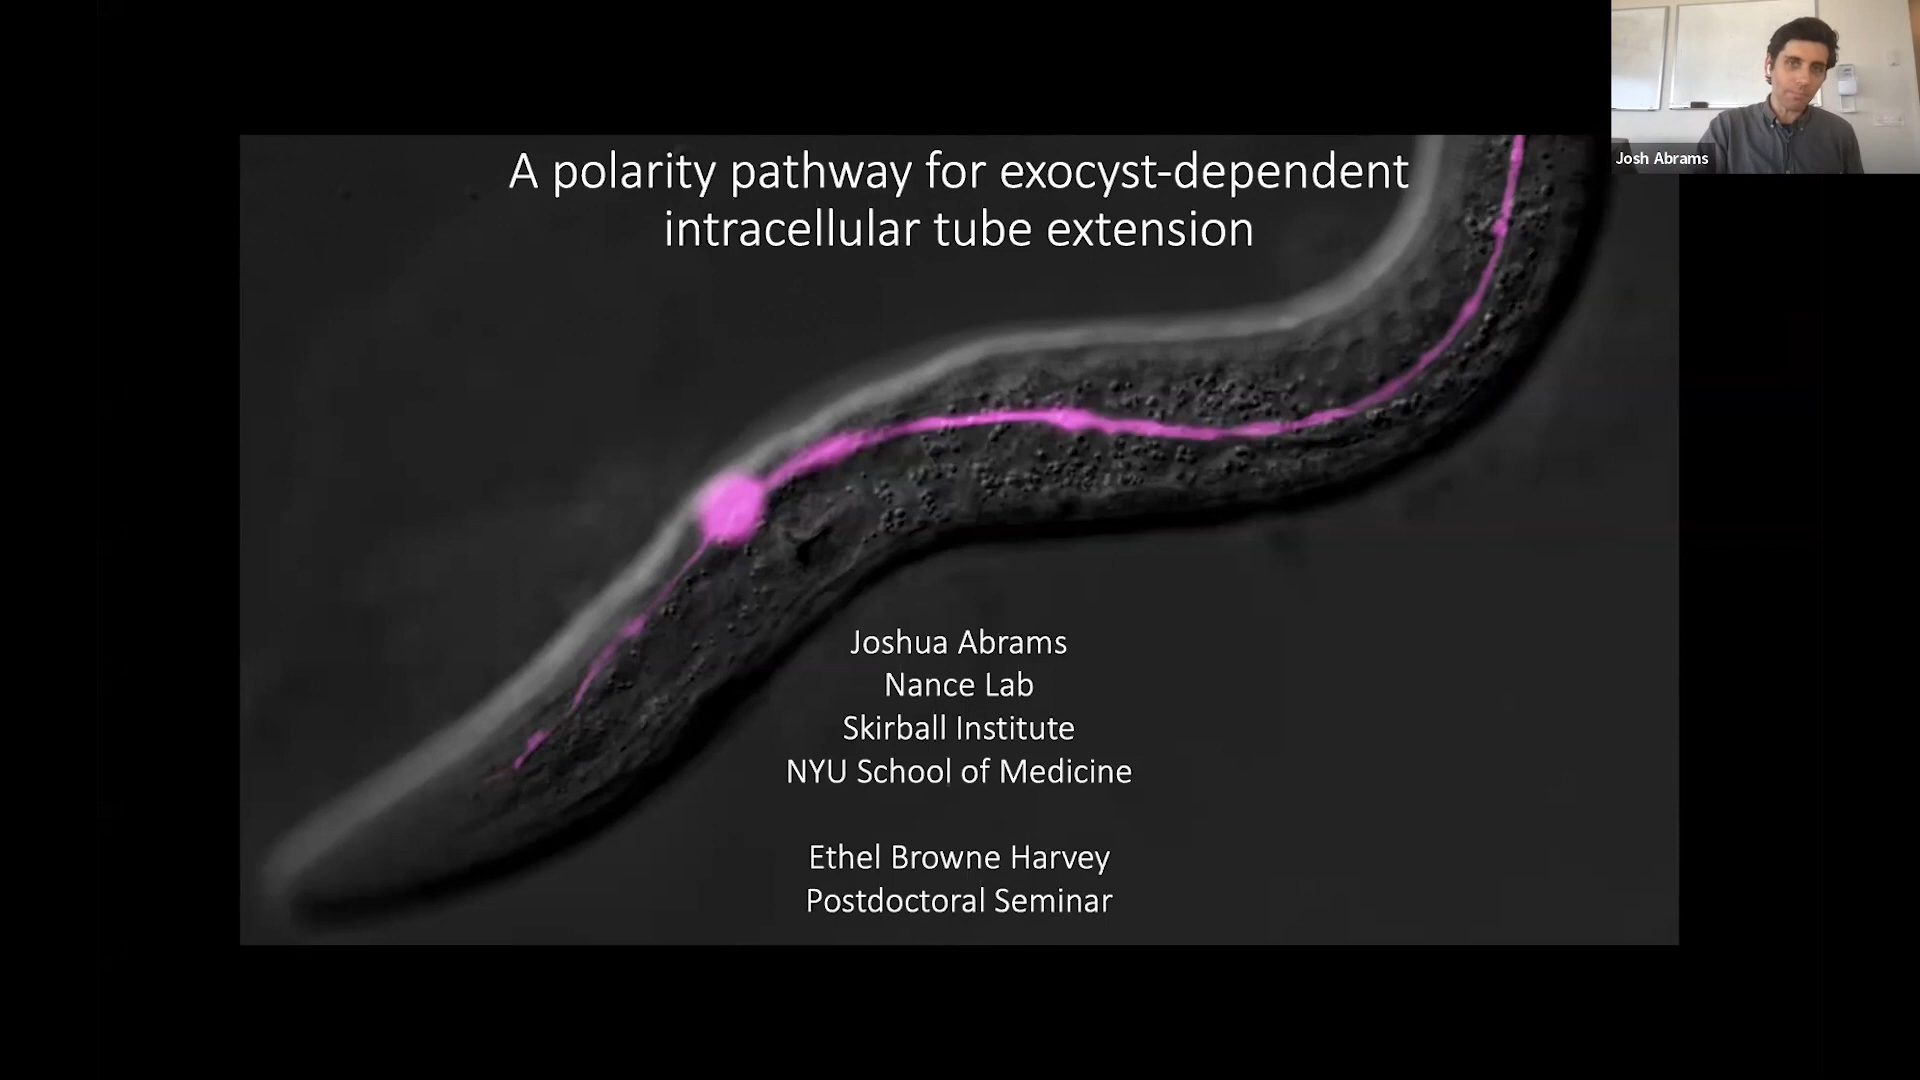 A polarity pathway for exocyst-dependent
intracellular tube extension
Josh Abrams
Joshua Abrams
Nance Lab
Skirball Institute
NYU School of Medicine
Ethel Browne Harvey
Postdoctoral Seminar